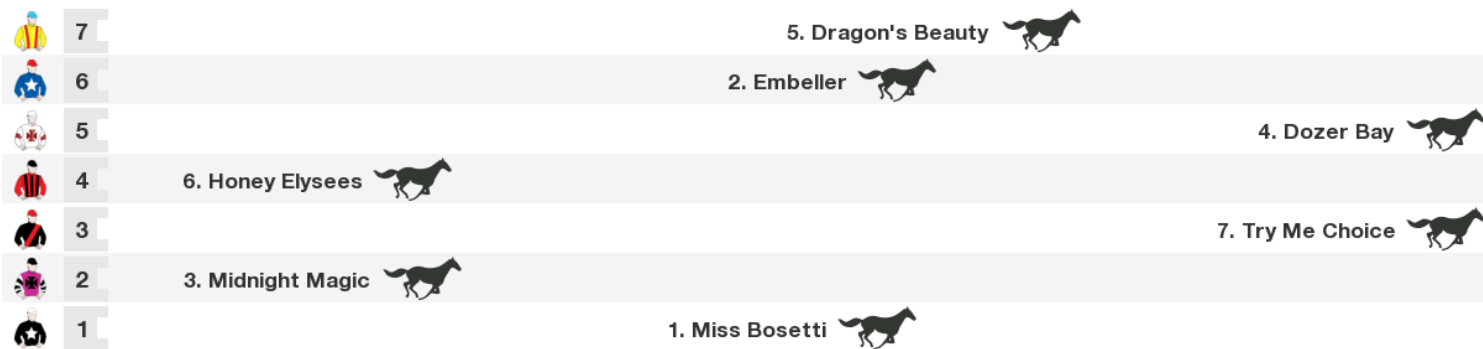 7 5. Dragon's Beauty
6 2. Embeller
5 4. Dozer Bay
4 6. Honey Elysees
3 7. Try Me Choice
2 3. Midnight Magic
1 1. Miss Bosetti